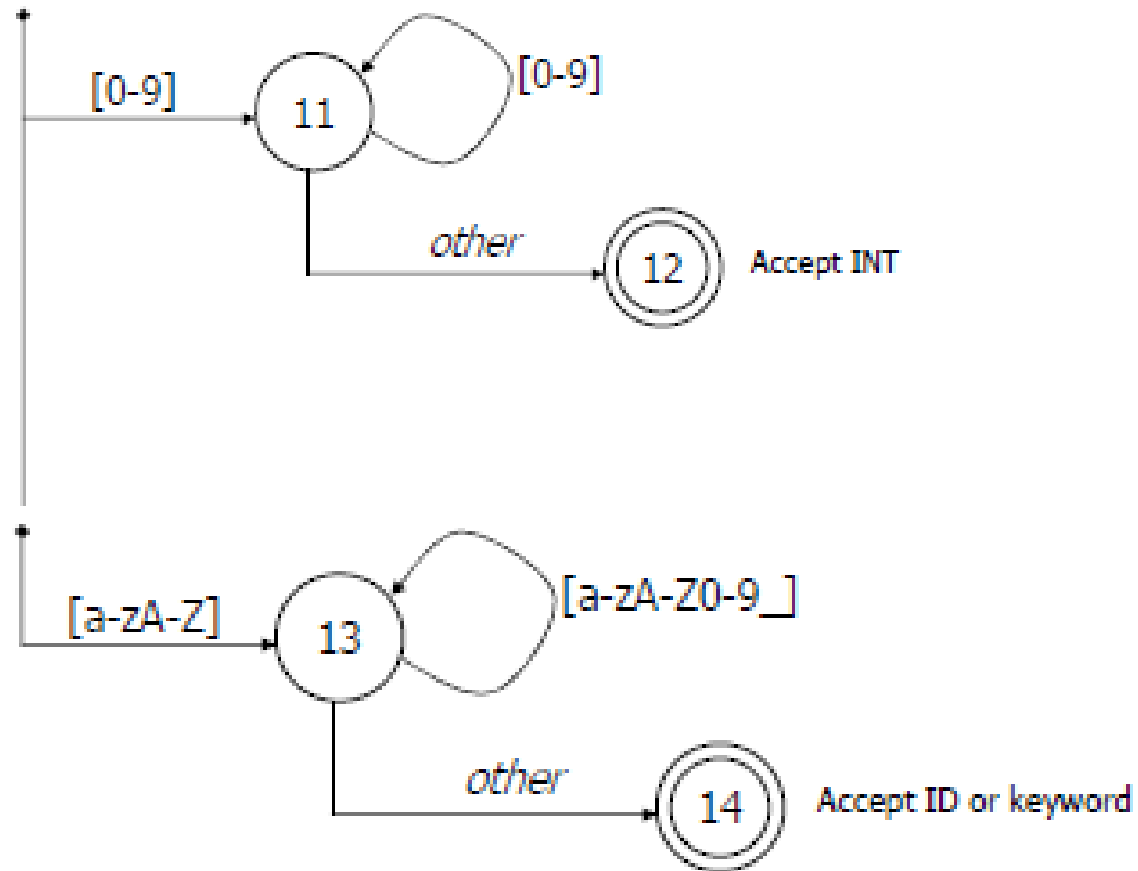 [0-9]
11
[0-9]
other
12
Accept INT
[a-zA-Z]
13
[a-zA-Z0-9_]
other
14
Accept ID or keyword